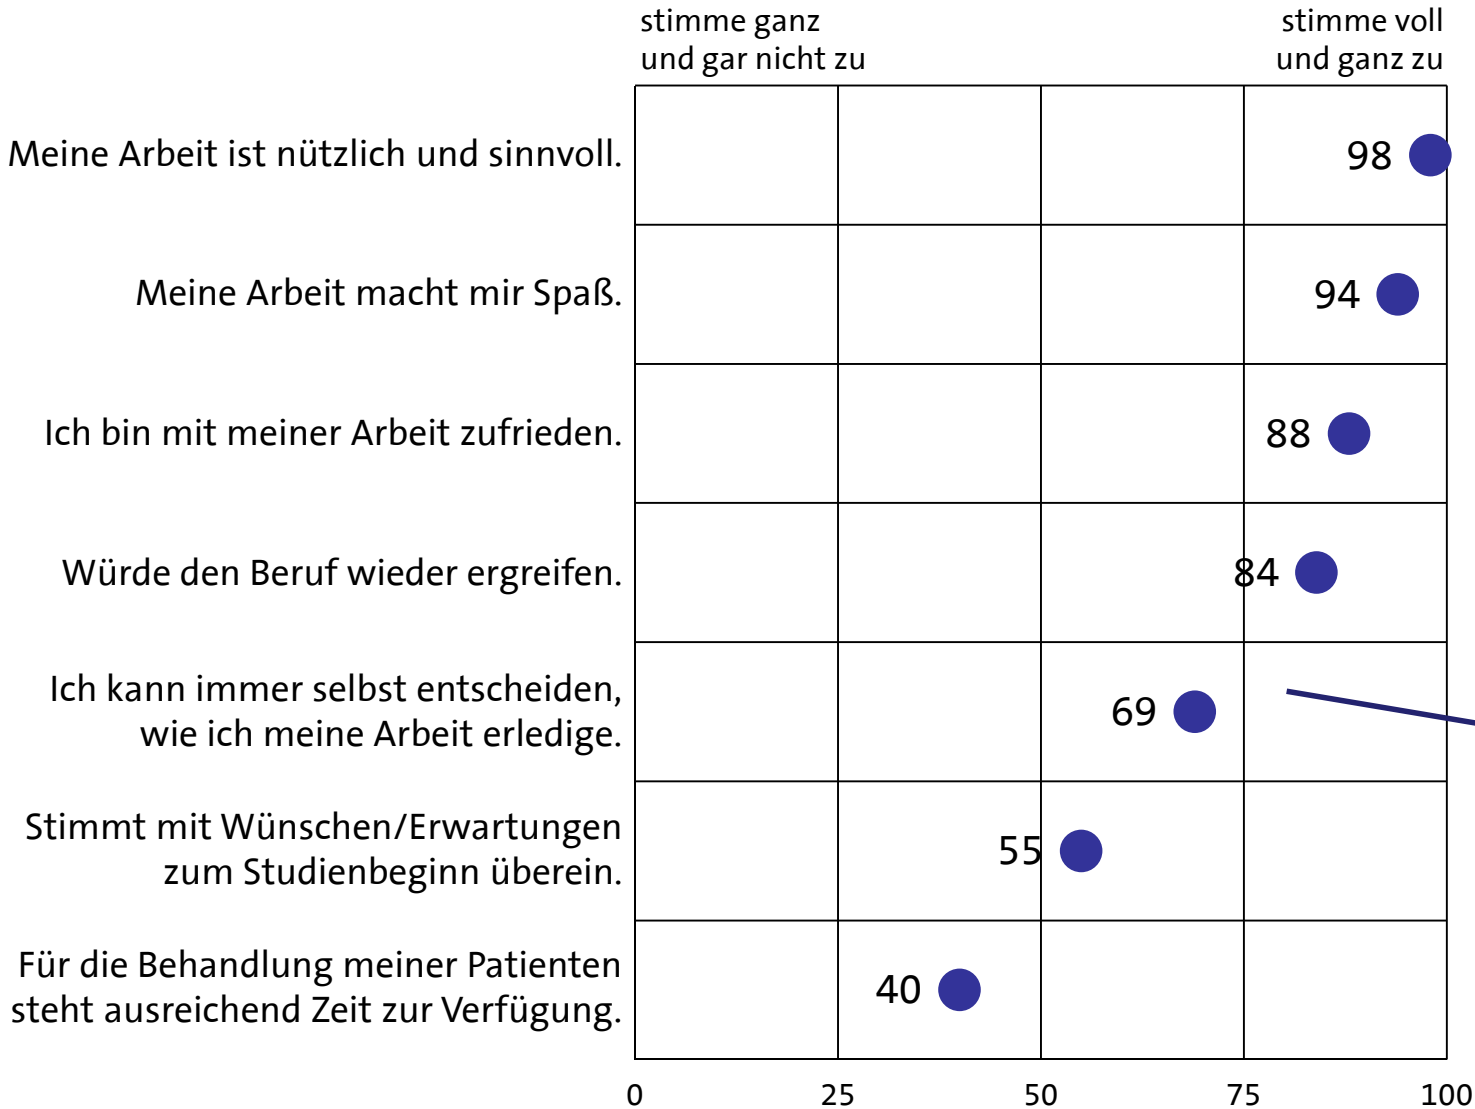 stimme ganz
und gar nicht zu
stimme voll
und ganz zu
Meine Arbeit ist nützlich und sinnvoll.
98
Meine Arbeit macht mir Spaß.
94
Ich bin mit meiner Arbeit zufrieden.
88
Würde den Beruf wieder ergreifen.
84
Ich kann immer selbst entscheiden,
wie ich meine Arbeit erledige.
69
Stimmt mit Wünschen/Erwartungen
zum Studienbeginn überein.
55
Für die Behandlung meiner Patienten
steht ausreichend Zeit zur Verfügung.
40
0 25 50 75 100